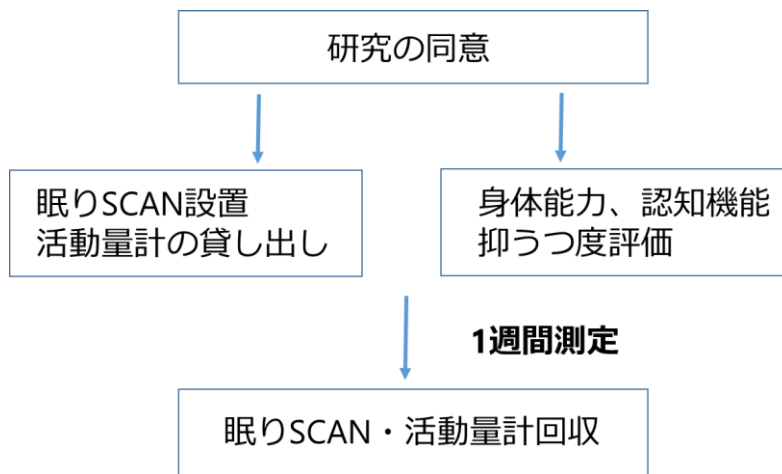 研究の同意
眠りSCAN設置
活動量計の貸し出し
身体能力、認知機能
抑うつ度評価
1週間測定
眠りSCAN・活動量計回収